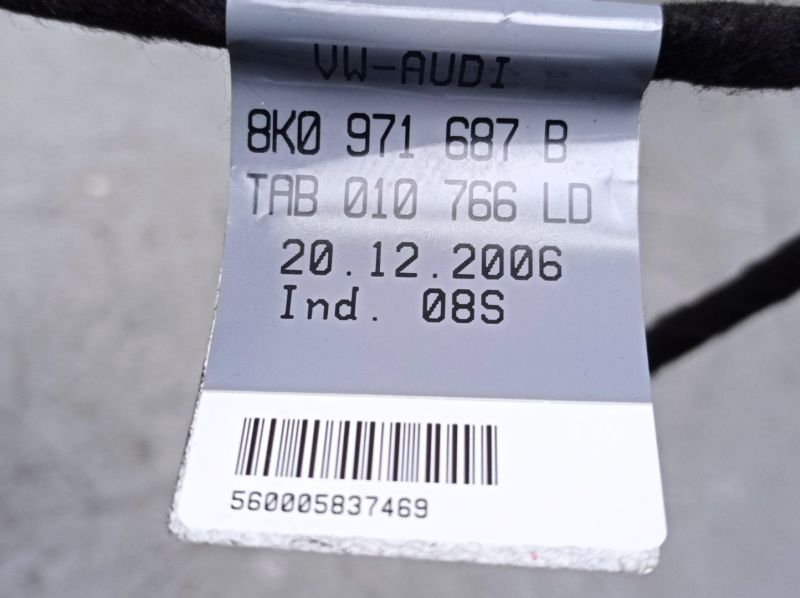 VW-AUDI
8K0 971 687 B
TAB 010 766 LD
20.12.2006
Ind. 08S
560005837469